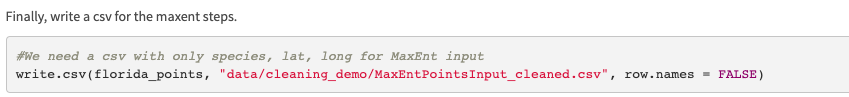 Finally, write a csv for the maxent steps.
#We need a csv with only species, lat, long for MaxEnt input
write.csv(florida_points, "data/cleaning_demo/MaxEntPointsInput_cleaned.csv", row.names = FALSE)